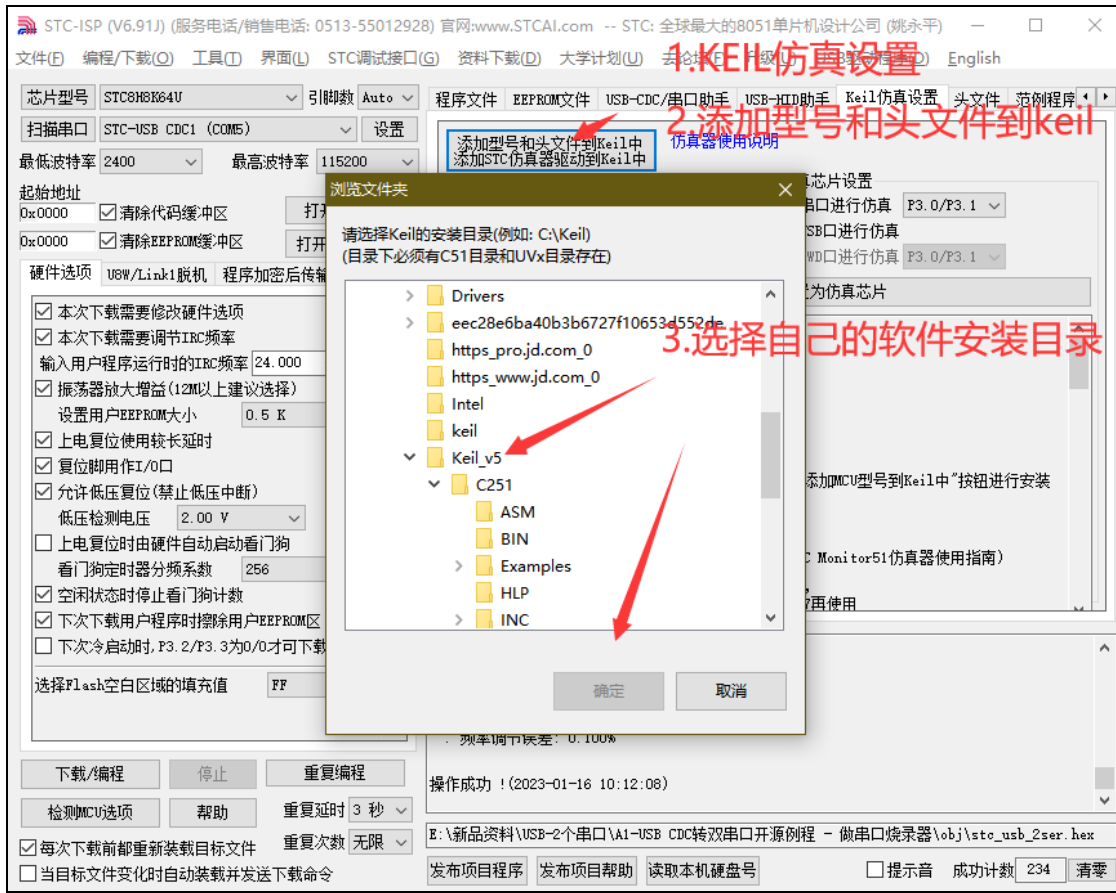 STC-ISP (V6.91J) (服务电话/销售电话: 0513-55012928) 官网:www.STCAI.com -- STC: 全球最大的8051单片机设计公司 (姚永平)
文件(F) 编程/下载(O) 工具(T) 界面(L) STC调试接口(G) 资料下载(D) 大学计划(U) English
1.KEIL仿真设置
芯片型号 STC8H8K64U 引脚数 Auto
程序文件 EEPROM文件 USB-CDC/串口助手 USB-HID助手 Keil仿真设置 头文件 范例程序
扫描串口 STC-USB CDC1 (COM5) 设置
2.添加型号和头文件到keil
添加型号和头文件到Keil中
添加STC仿真器驱动到Keil中
仿真器使用说明
最低波特率 2400 最高波特率 115200
起始地址
0x0000 清除代码缓冲区 打开
0x0000 清除EEPROM缓冲区 打开
硬件选项 U8W/Link1脱机 程序加密后传输
本次下载需要修改硬件选项
本次下载需要调节IRC频率
输入用户程序运行时的IRC频率 24.000
振荡器放大增益(12M以上建议选择)
设置用户EEPROM大小 0.5 K
上电复位使用较长延时
复位脚用作I/O口
允许低压复位(禁止低压中断)
低压检测电压 2.00 V
上电复位时由硬件自动启动看门狗
看门狗定时器分频系数 256
空闲状态时停止看门狗计数
下次下载用户程序时擦除用户EEPROM区
下次冷启动时,P3.2/P3.3为0/0才可下载
选择Flash空白区域的填充值 FF
浏览文件夹
请选择Keil的安装目录(例如: C:\Keil)
(目录下必须有C51目录和UVx目录存在)
Drivers
eec28e6ba40b3b6727f10653d552de
https_pro.jd.com_0
https_www.jd.com_0
Intel
keil
Keil_v5
C251
ASM
BIN
Examples
HLP
INC
确定 取消
3.选择自己的软件安装目录
芯片设置
串口进行仿真 P3.0/P3.1
SB口进行仿真
WD口进行仿真 P3.0/P3.1
置为仿真芯片
添加MCU型号到Keil中"按钮进行安装
C Monitor51仿真器使用指南)
再使用
. 频率调节误差: 0.100%
操作成功 !(2023-01-16 10:12:08)
下载/编程 停止 重复编程
检测MCU选项 帮助 重复延时 3 秒
重复次数 无限
每次下载前都重新装载目标文件
当目标文件变化时自动装载并发送下载命令
E:\新品资料\USB-2个串口\A1-USB CDC转双串口开源例程 - 做串口烧录器\obj\stc_usb_2ser.hex
发布项目程序 发布项目帮助 读取本机硬盘号 提示音 成功计数 234 清零